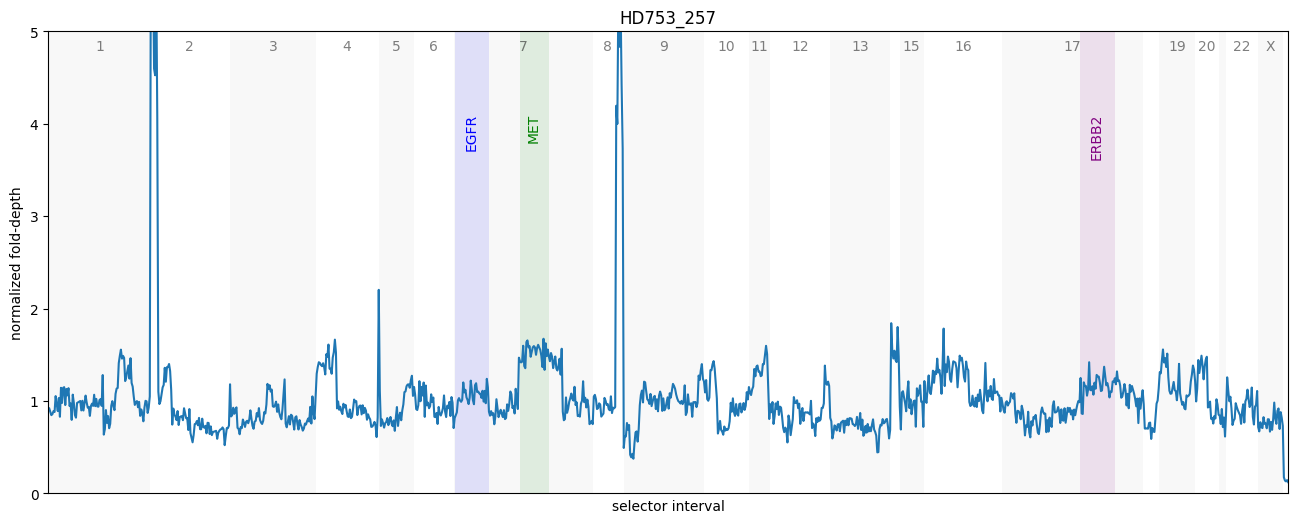 HD753_257
1 2 3 4 5 6 7 8 9 10 11 12 13 15 16 17 19 20 22 X
EGFR
MET
ERBB2
normalized fold-depth
5
4
3
2
1
0
selector interval